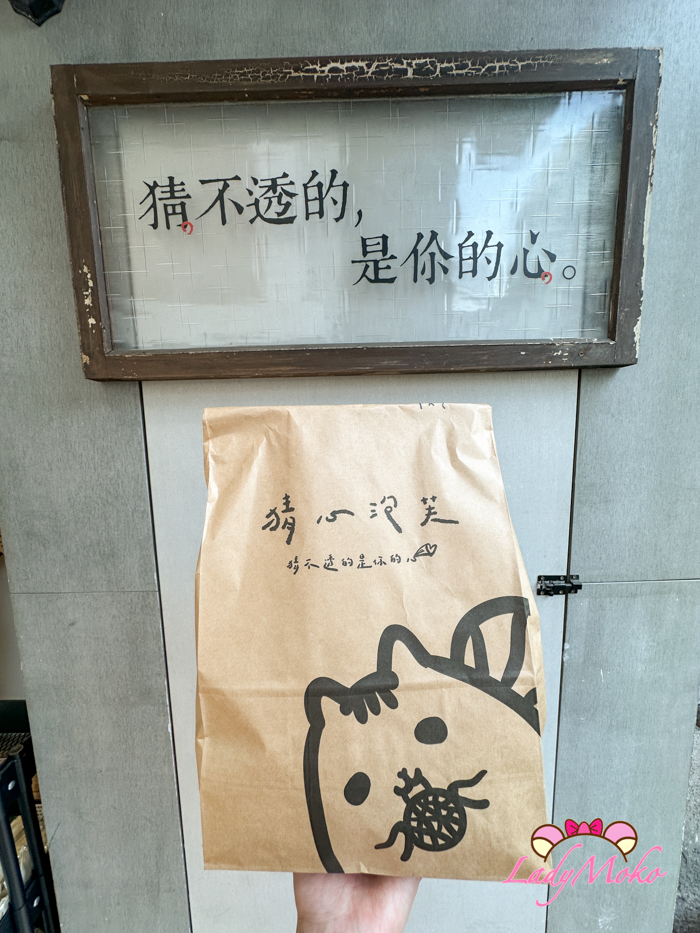 猜不透的,
是你的心。
猜心泡芙
猜不透的是你的心
LadyMoko